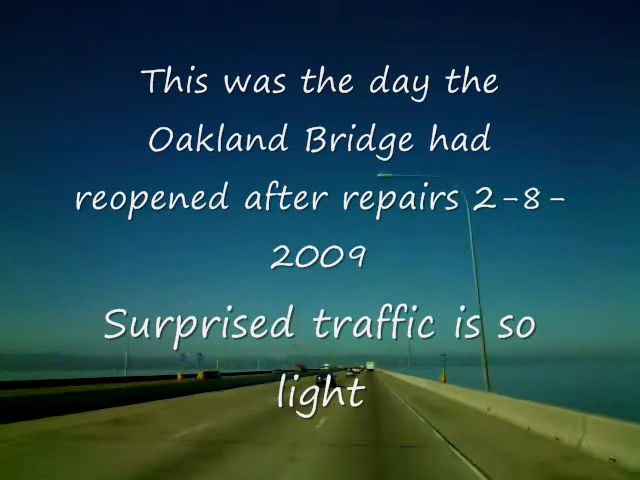 This was the day the
Oakland Bridge had
reopened after repairs 2-8-
2009
Surprised traffic is so
light